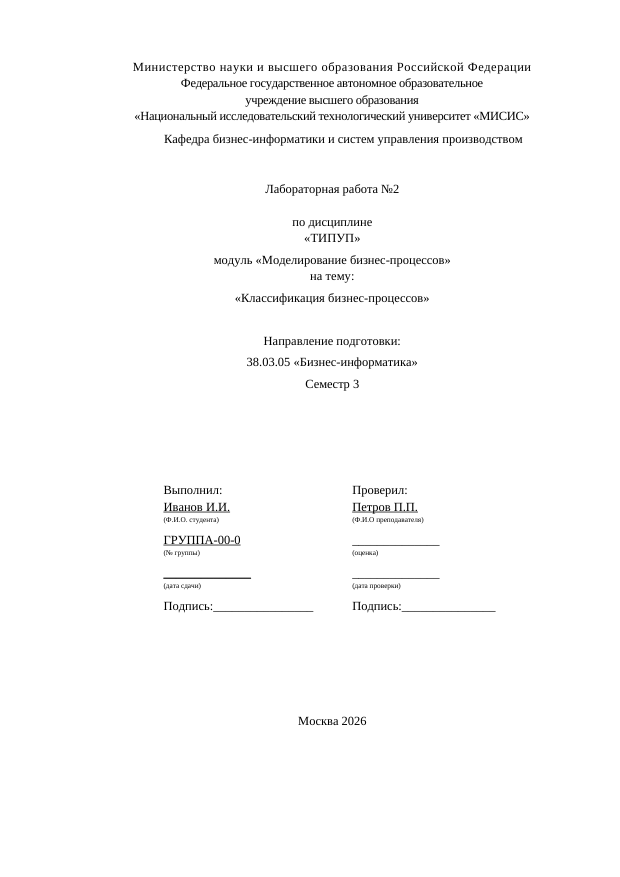 Министерство науки и высшего образования Российской Федерации
Федеральное государственное автономное образовательное
учреждение высшего образования
«Национальный исследовательский технологический университет «МИСИС»
Кафедра бизнес-информатики и систем управления производством
Лабораторная работа №2
по дисциплине
«ТИПУП»
модуль «Моделирование бизнес-процессов»
на тему:
«Классификация бизнес-процессов»
Направление подготовки:
38.03.05 «Бизнес-информатика»
Семестр 3
Выполнил:
Иванов И.И.
(Ф.И.О. студента)
ГРУППА-00-0
(№ группы)
______________
(дата сдачи)
Подпись:________________
Проверил:
Петров П.П.
(Ф.И.О преподавателя)
______________
(оценка)
______________
(дата проверки)
Подпись:_______________
Москва 2026